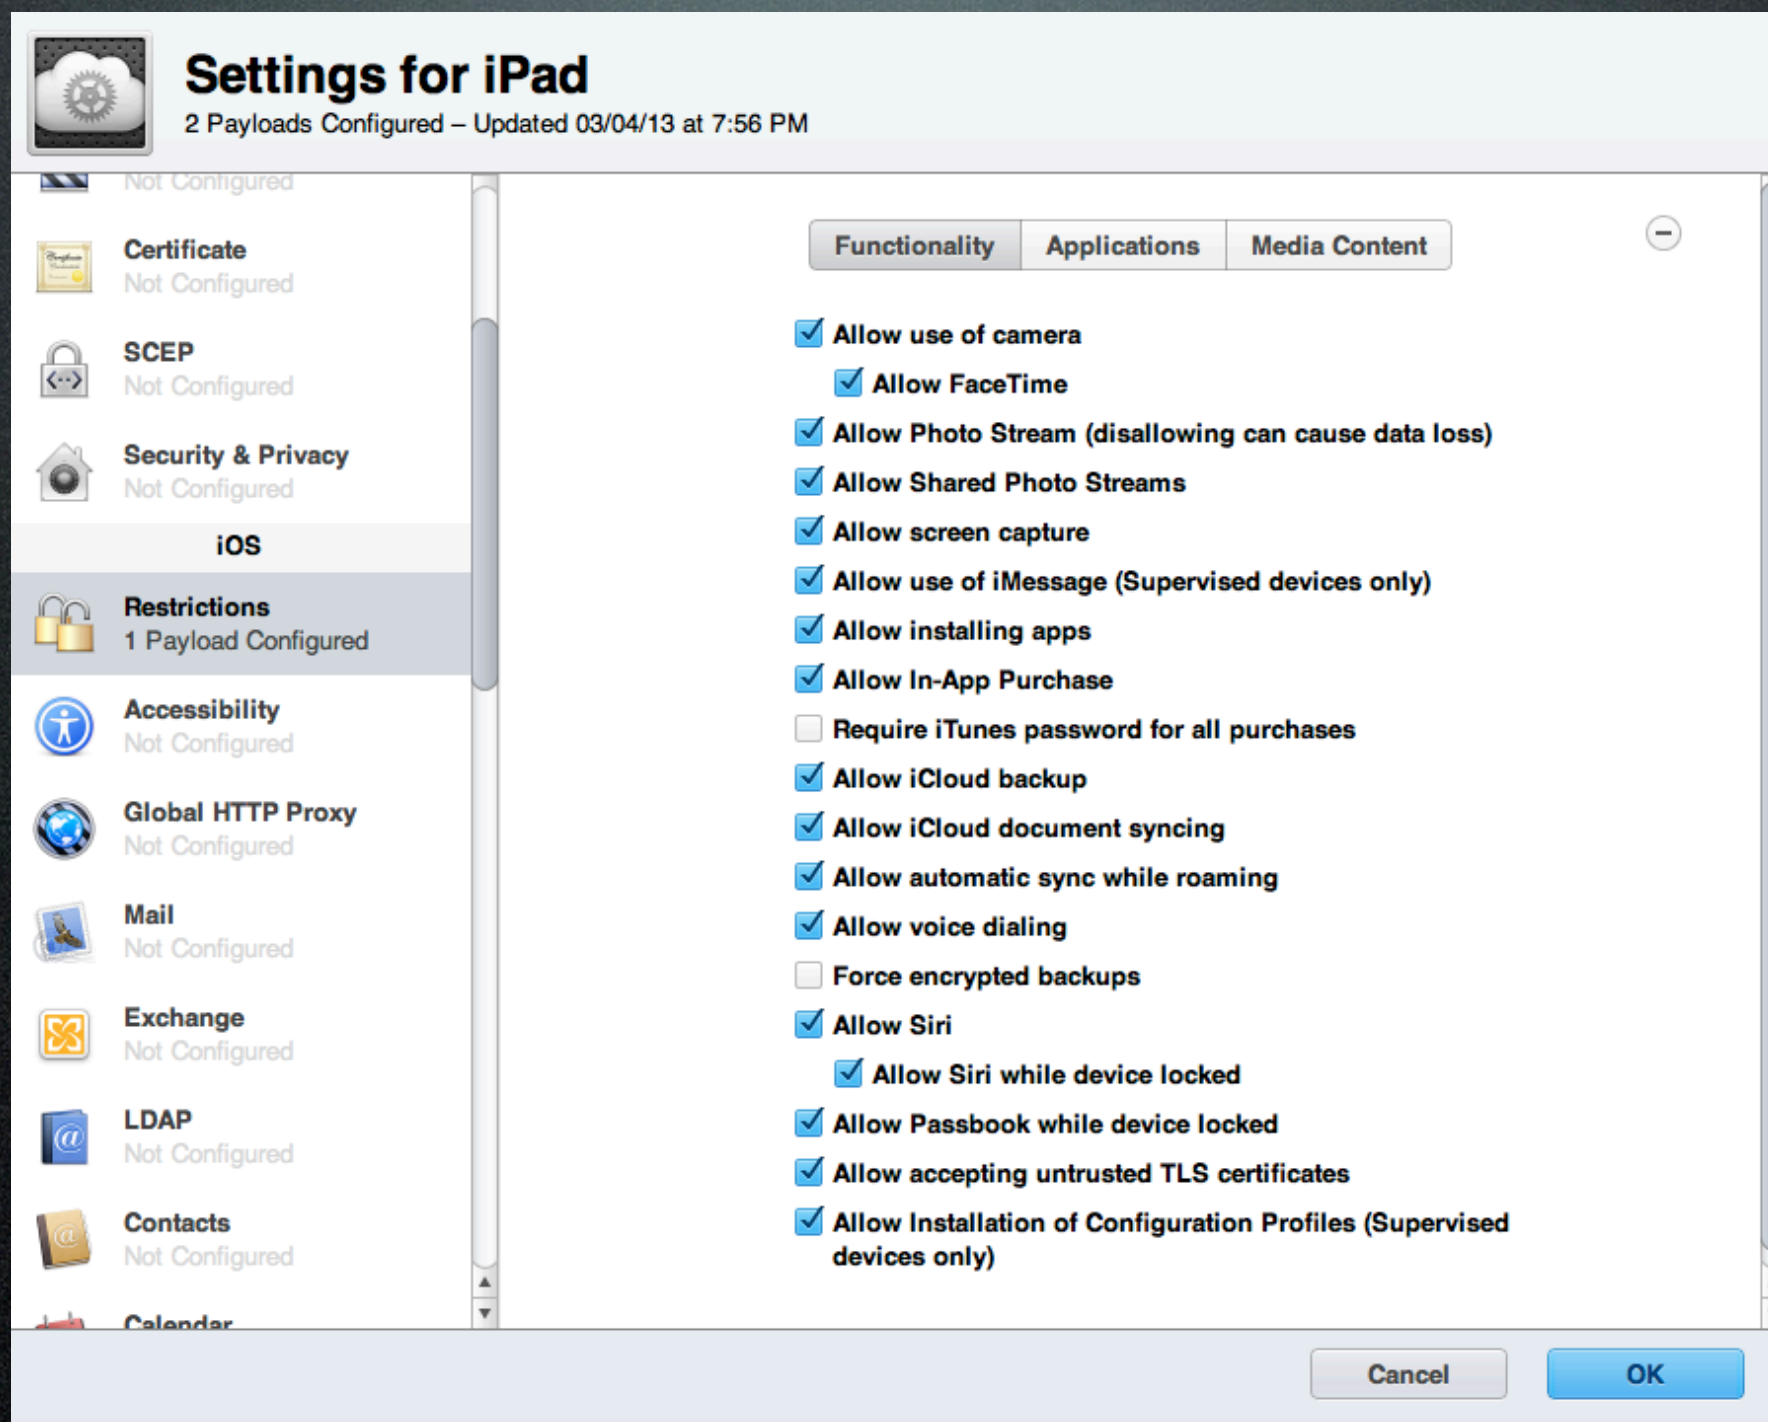 Settings for iPad
2 Payloads Configured – Updated 03/04/13 at 7:56 PM
Not Configured
Certificate
Not Configured
SCEP
Not Configured
Security & Privacy
Not Configured
iOS
Restrictions
1 Payload Configured
Accessibility
Not Configured
Global HTTP Proxy
Not Configured
Mail
Not Configured
Exchange
Not Configured
LDAP
Not Configured
Contacts
Not Configured
Calendar
Functionality Applications Media Content
Allow use of camera
Allow FaceTime
Allow Photo Stream (disallowing can cause data loss)
Allow Shared Photo Streams
Allow screen capture
Allow use of iMessage (Supervised devices only)
Allow installing apps
Allow In-App Purchase
Require iTunes password for all purchases
Allow iCloud backup
Allow iCloud document syncing
Allow automatic sync while roaming
Allow voice dialing
Force encrypted backups
Allow Siri
Allow Siri while device locked
Allow Passbook while device locked
Allow accepting untrusted TLS certificates
Allow Installation of Configuration Profiles (Supervised
devices only)
Cancel OK